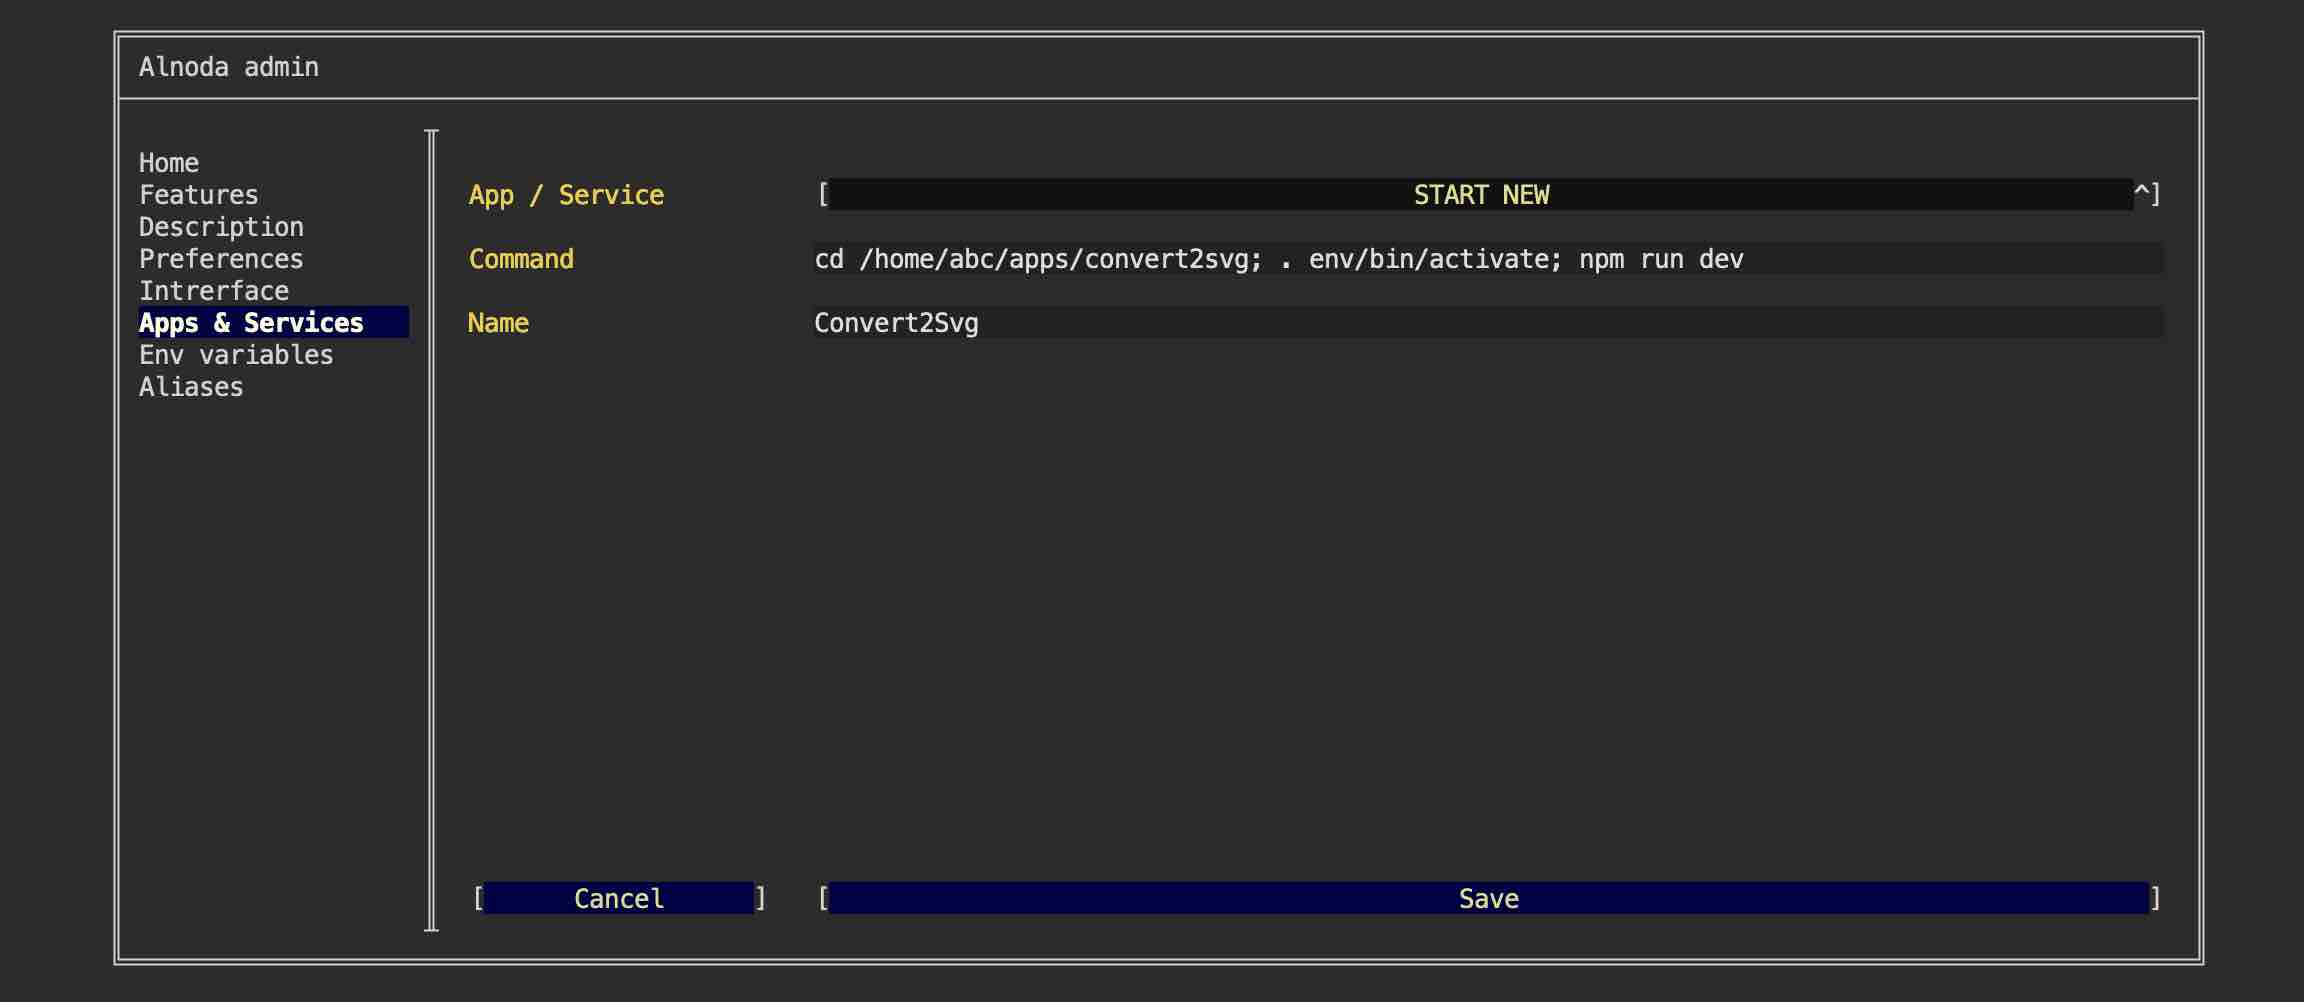 Alnoda admin
Home
Features
Description
Preferences
Intrerface
Apps & Services
Env variables
Aliases
App / Service [ START NEW ^]
Command cd /home/abc/apps/convert2svg; . env/bin/activate; npm run dev
Name Convert2Svg
[ Cancel ] [ Save ]